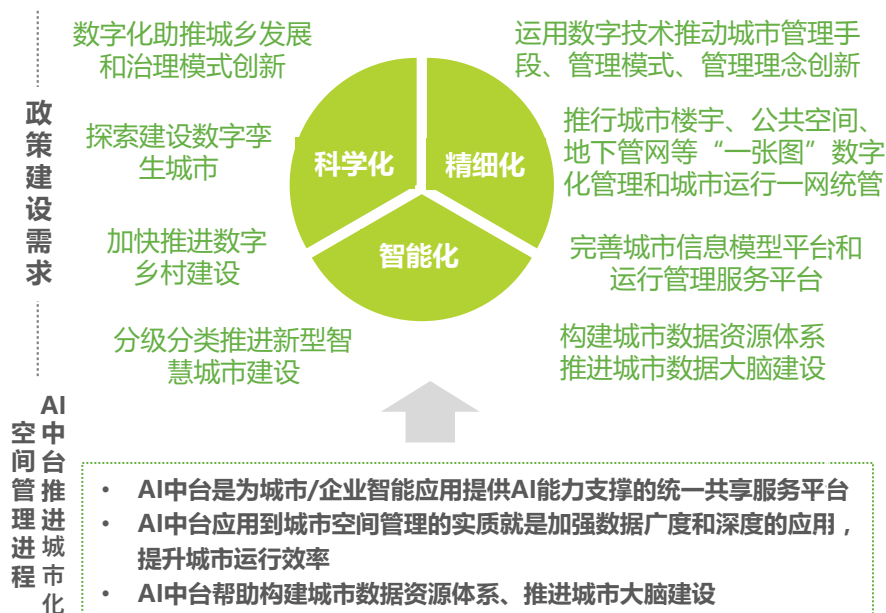 政策建设需求
数字化助推城乡发展
和治理模式创新
探索建设数字孪
生城市
加快推进数字
乡村建设
分级分类推进新型智
慧城市建设
科学化
精细化
智能化
运用数字技术推动城市管理手
段、管理模式、管理理念创新
推行城市楼宇、公共空间、
地下管网等“一张图”数字
化管理和城市运行一网统管
完善城市信息模型平台和
运行管理服务平台
构建城市数据资源体系
推进城市数据大脑建设
AI中台推进城市化
空间管理进程
• AI中台是为城市/企业智能应用提供AI能力支撑的统一共享服务平台
• AI中台应用到城市空间管理的实质就是加强数据广度和深度的应用，
提升城市运行效率
• AI中台帮助构建城市数据资源体系、推进城市大脑建设